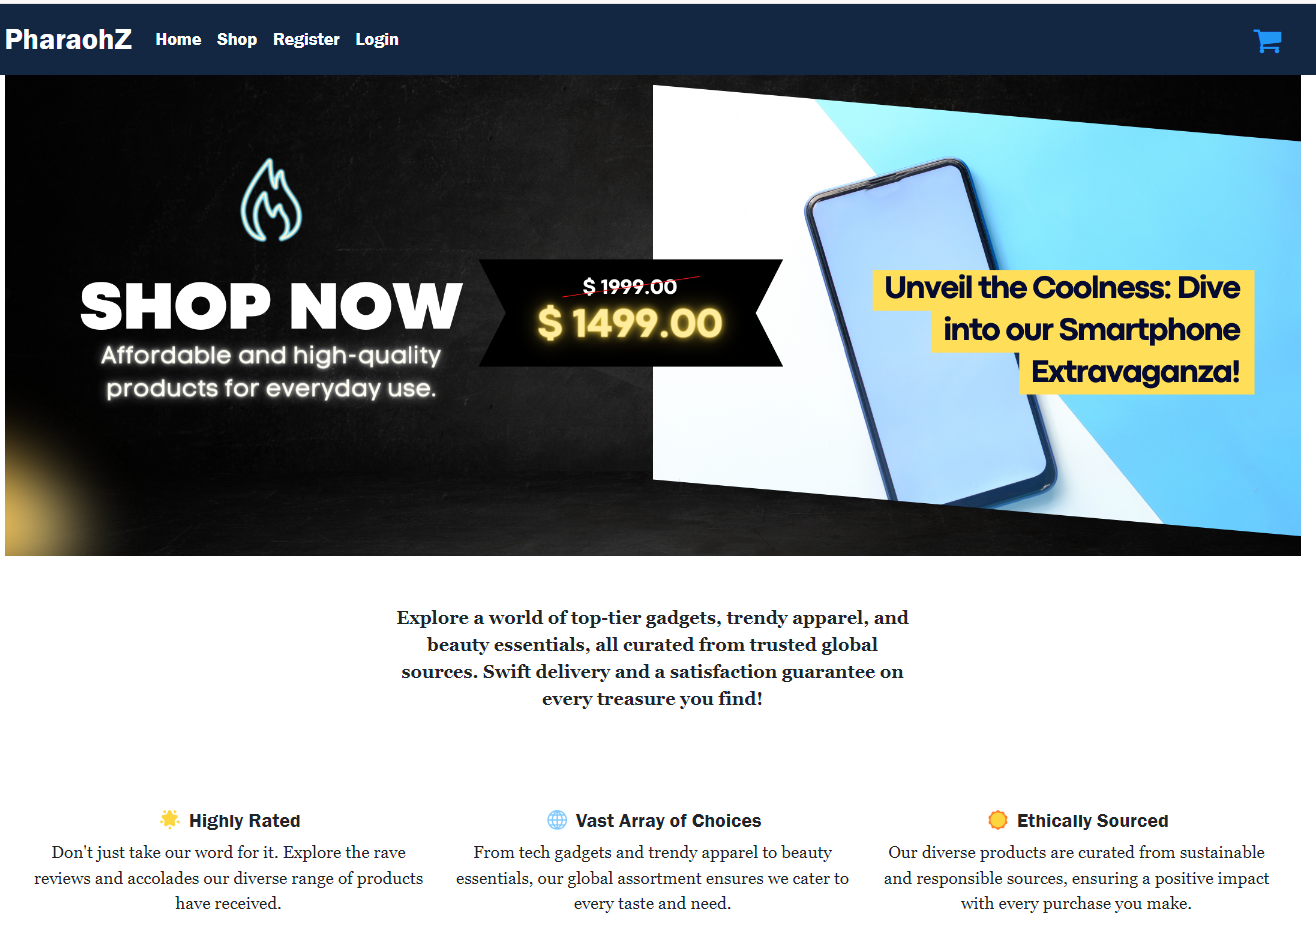 PharaohZ Home Shop Register Login
SHOP NOW
Affordable and high-quality
products for everyday use.
$ 1999.00
$ 1499.00
Unveil the Coolness: Dive
into our Smartphone
Extravaganza!
Explore a world of top-tier gadgets, trendy apparel, and
beauty essentials, all curated from trusted global
sources. Swift delivery and a satisfaction guarantee on
every treasure you find!
Highly Rated
Don't just take our word for it. Explore the rave
reviews and accolades our diverse range of products
have received.
Vast Array of Choices
From tech gadgets and trendy apparel to beauty
essentials, our global assortment ensures we cater to
every taste and need.
Ethically Sourced
Our diverse products are curated from sustainable
and responsible sources, ensuring a positive impact
with every purchase you make.